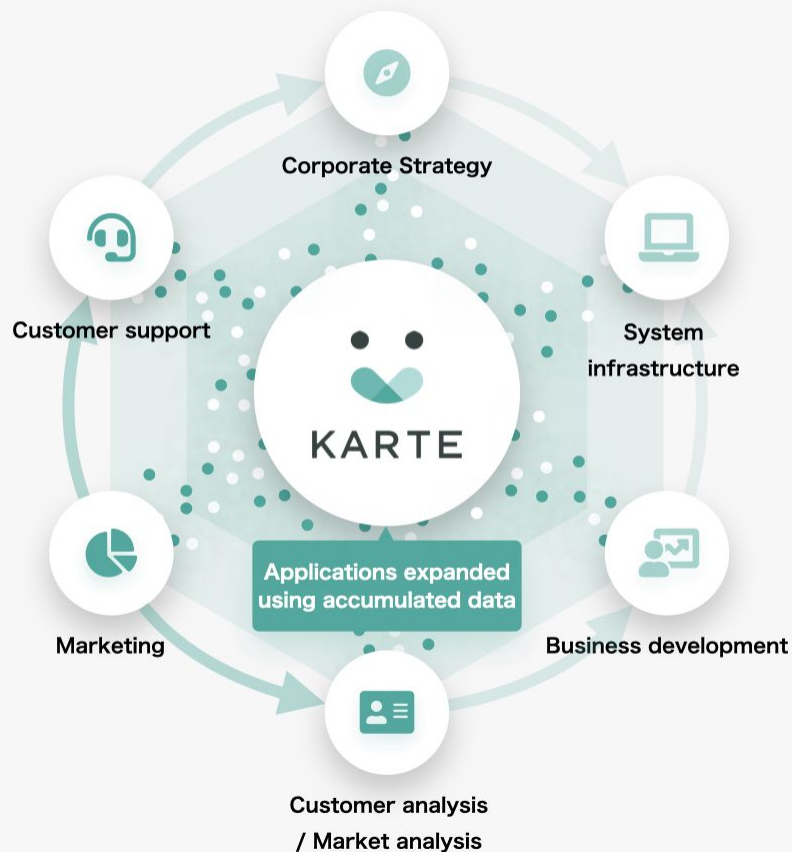 Corporate Strategy
Customer support
System
infrastructure
KARTE
Applications expanded
using accumulated data
Marketing
Business development
Customer analysis
/ Market analysis